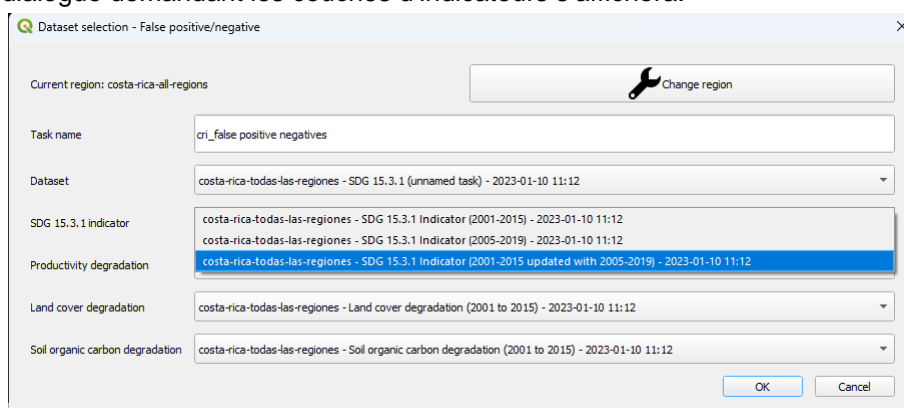 Dataset selection - False positive/negative
Current region: costa-rica-all-regions
Change region
Task name
cri_false positive negatives
Dataset
costa-rica-todas-las-regiones - SDG 15.3.1 (unnamed task) - 2023-01-10 11:12
SDG 15.3.1 indicator
costa-rica-todas-las-regiones - SDG 15.3.1 Indicator (2001-2015) - 2023-01-10 11:12
costa-rica-todas-las-regiones - SDG 15.3.1 Indicator (2005-2019) - 2023-01-10 11:12
Productivity degradation
costa-rica-todas-las-regiones - SDG 15.3.1 Indicator (2001-2015 updated with 2005-2019) - 2023-01-10 11:12
Land cover degradation
costa-rica-todas-las-regiones - Land cover degradation (2001 to 2015) - 2023-01-10 11:12
Soil organic carbon degradation
costa-rica-todas-las-regiones - Soil organic carbon degradation (2001 to 2015) - 2023-01-10 11:12
OK
Cancel